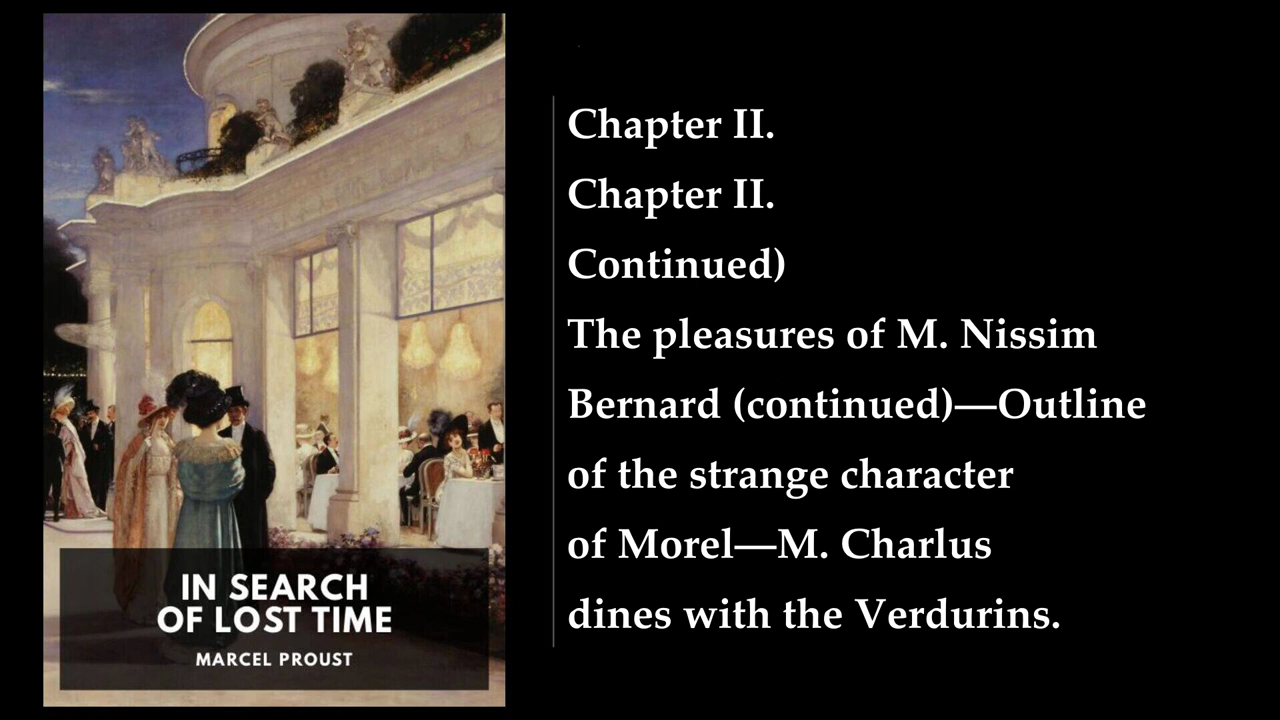 IN SEARCH
OF LOST TIME
MARCEL PROUST
Chapter II.
Chapter II.
Continued)
The pleasures of M. Nissim
Bernard (continued)—Outline
of the strange character
of Morel—M. Charlus
dines with the Verdurins.